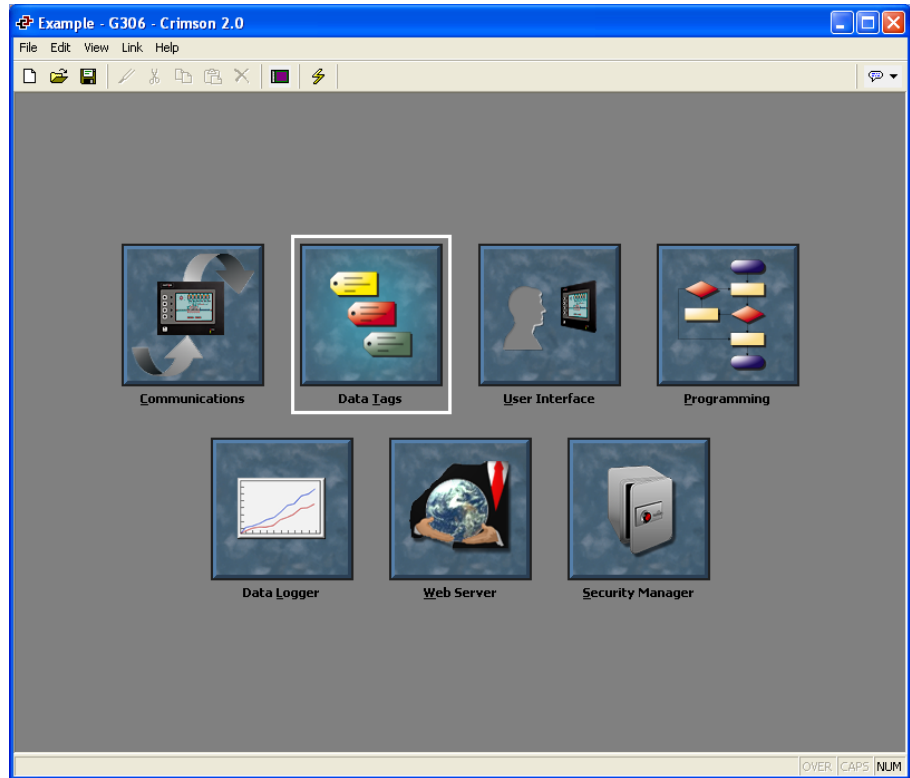 Example - G306 - Crimson 2.0
File Edit View Link Help
Communications
Data Tags
User Interface
Programming
Data Logger
Web Server
Security Manager
OVER CAPS NUM